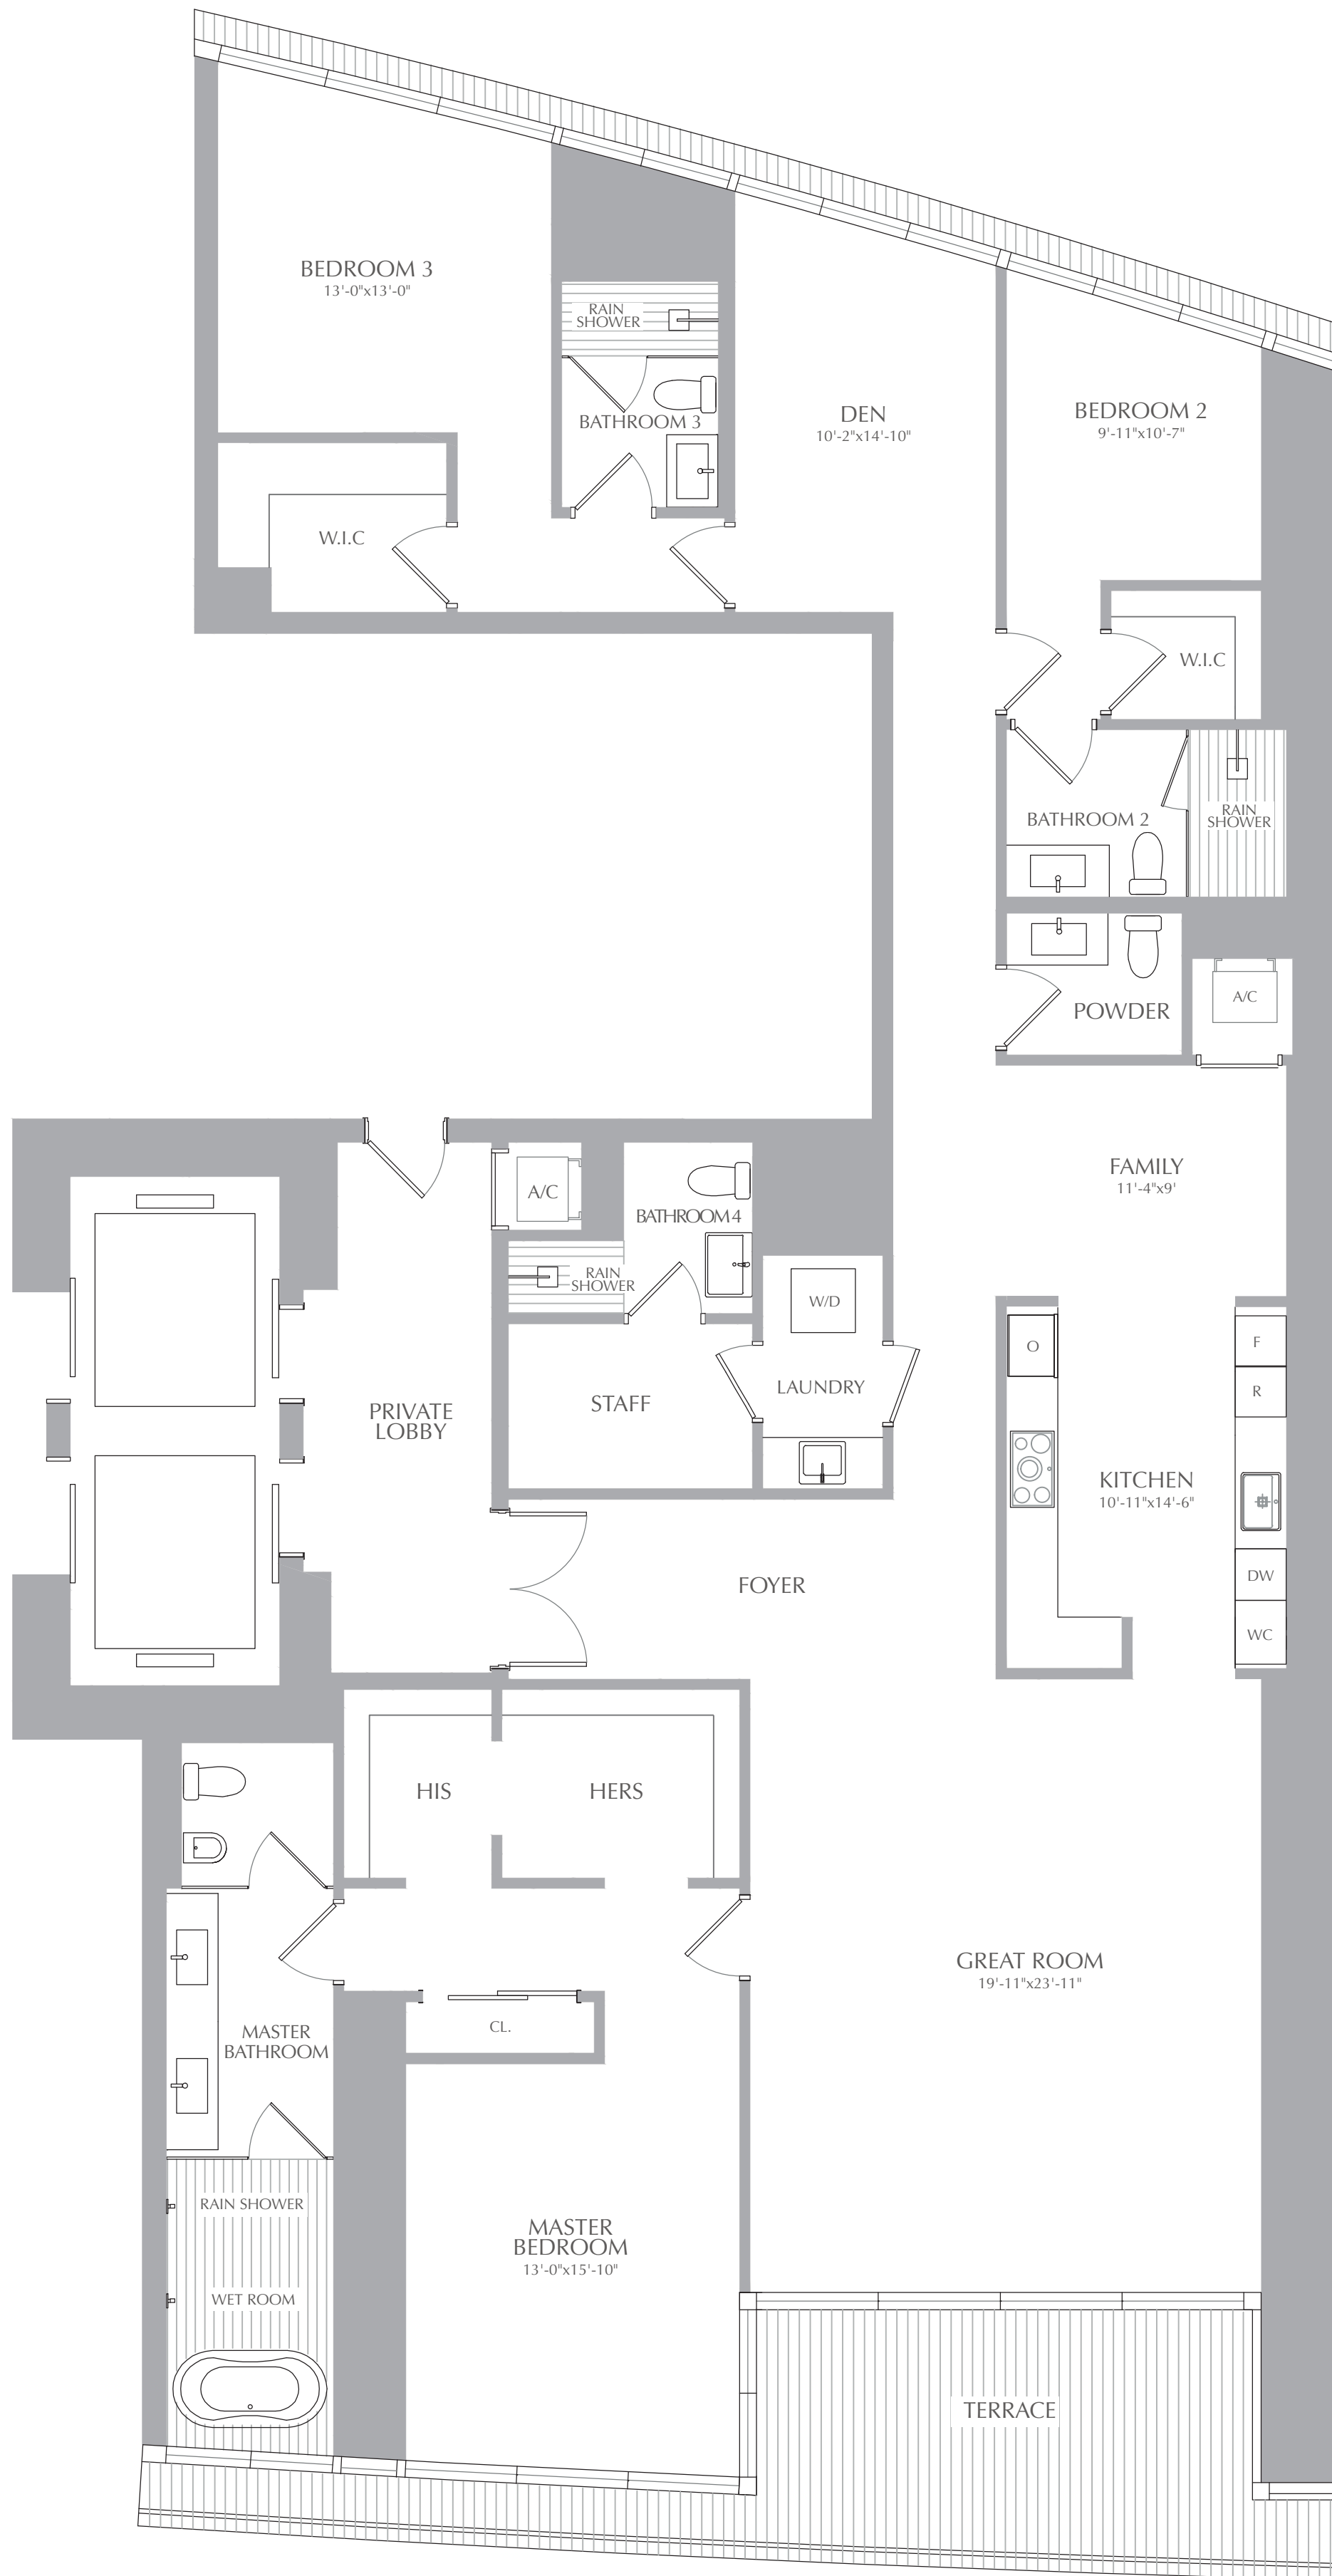 BEDROOM 3
13'-0"x13'-0"
RAIN
SHOWER
BATHROOM 3
DEN
10'-2"x14'-10"
BEDROOM 2
9'-11"x10'-7"
W.I.C
W.I.C
BATHROOM 2
RAIN
SHOWER
POWDER
A/C
FAMILY
11'-4"x9'
A/C
BATHROOM 4
RAIN
SHOWER
W/D
LAUNDRY
STAFF
PRIVATE
LOBBY
O
F
R
KITCHEN
10'-11"x14'-6"
DW
WC
FOYER
HIS
HERS
GREAT ROOM
19'-11"x23'-11"
CL.
MASTER
BATHROOM
RAIN SHOWER
WET ROOM
MASTER
BEDROOM
13'-0"x15'-10"
TERRACE